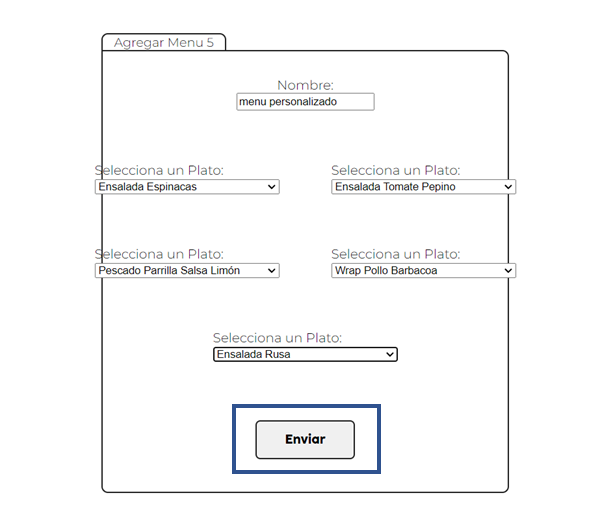 Agregar Menu 5
Nombre:
menu personalizado
Selecciona un Plato: Selecciona un Plato:
Ensalada Espinacas Ensalada Tomate Pepino
Selecciona un Plato: Selecciona un Plato:
Pescado Parrilla Salsa Limón Wrap Pollo Barbacoa
Selecciona un Plato:
Ensalada Rusa
Enviar